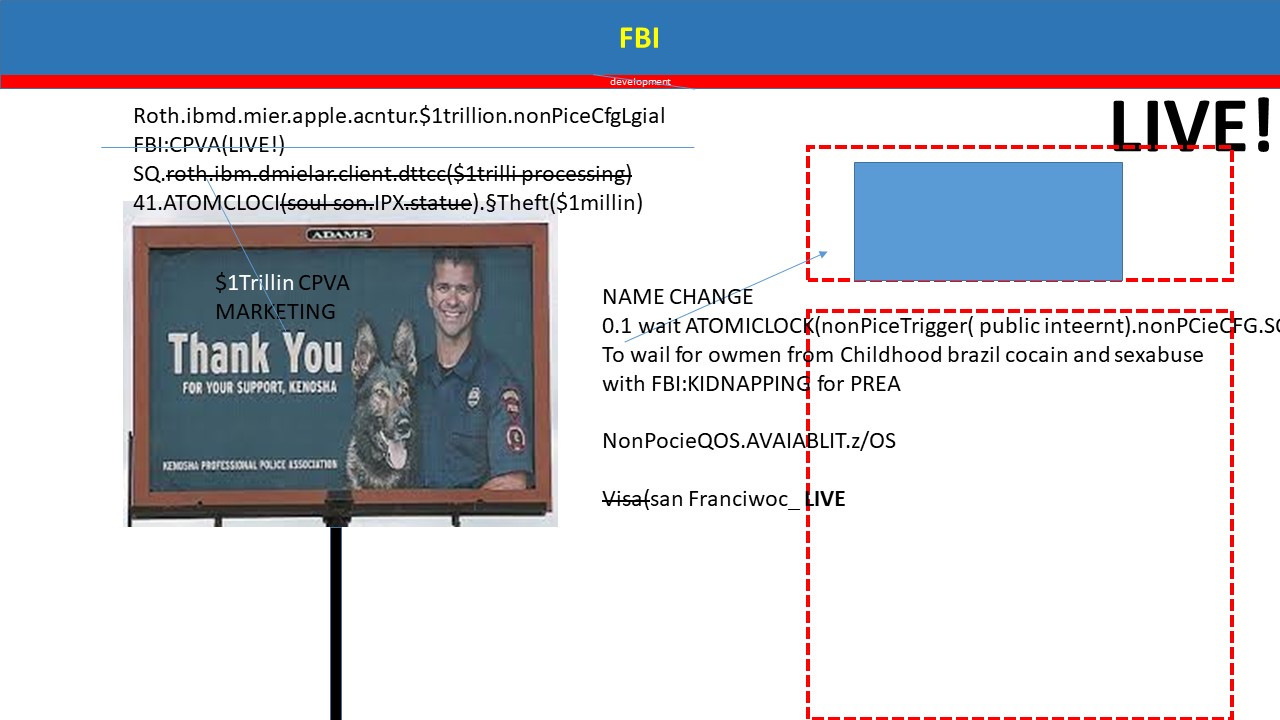 FBI
development
LIVE!
Roth.ibmd.mier.apple.acntur.$1trillion.nonPiceCfgLgial
FBI:CPVA(LIVE!)
SQ.roth.ibm.dmielar.client.dttcc($1trilli processing)
41.ATOMCLOCI(soul son.IPX.statue).§Theft($1millin)
ADAMS
$1Trillin CPVA
MARKETING
Thank You
FOR YOUR SUPPORT, KENOSHA
KENOSHA PROFESSIONAL POLICE ASSOCIATION
NAME CHANGE
0.1 wait ATOMICLOCK(nonPiceTrigger( public inteernt).nonPCieCFG.SC
To wail for owmen from Childhood brazil cocain and sexabuse
with FBI:KIDNAPPING for PREA
NonPocieQOS.AVAIABLIT.z/OS
Visa(san Franciwoc_ LIVE